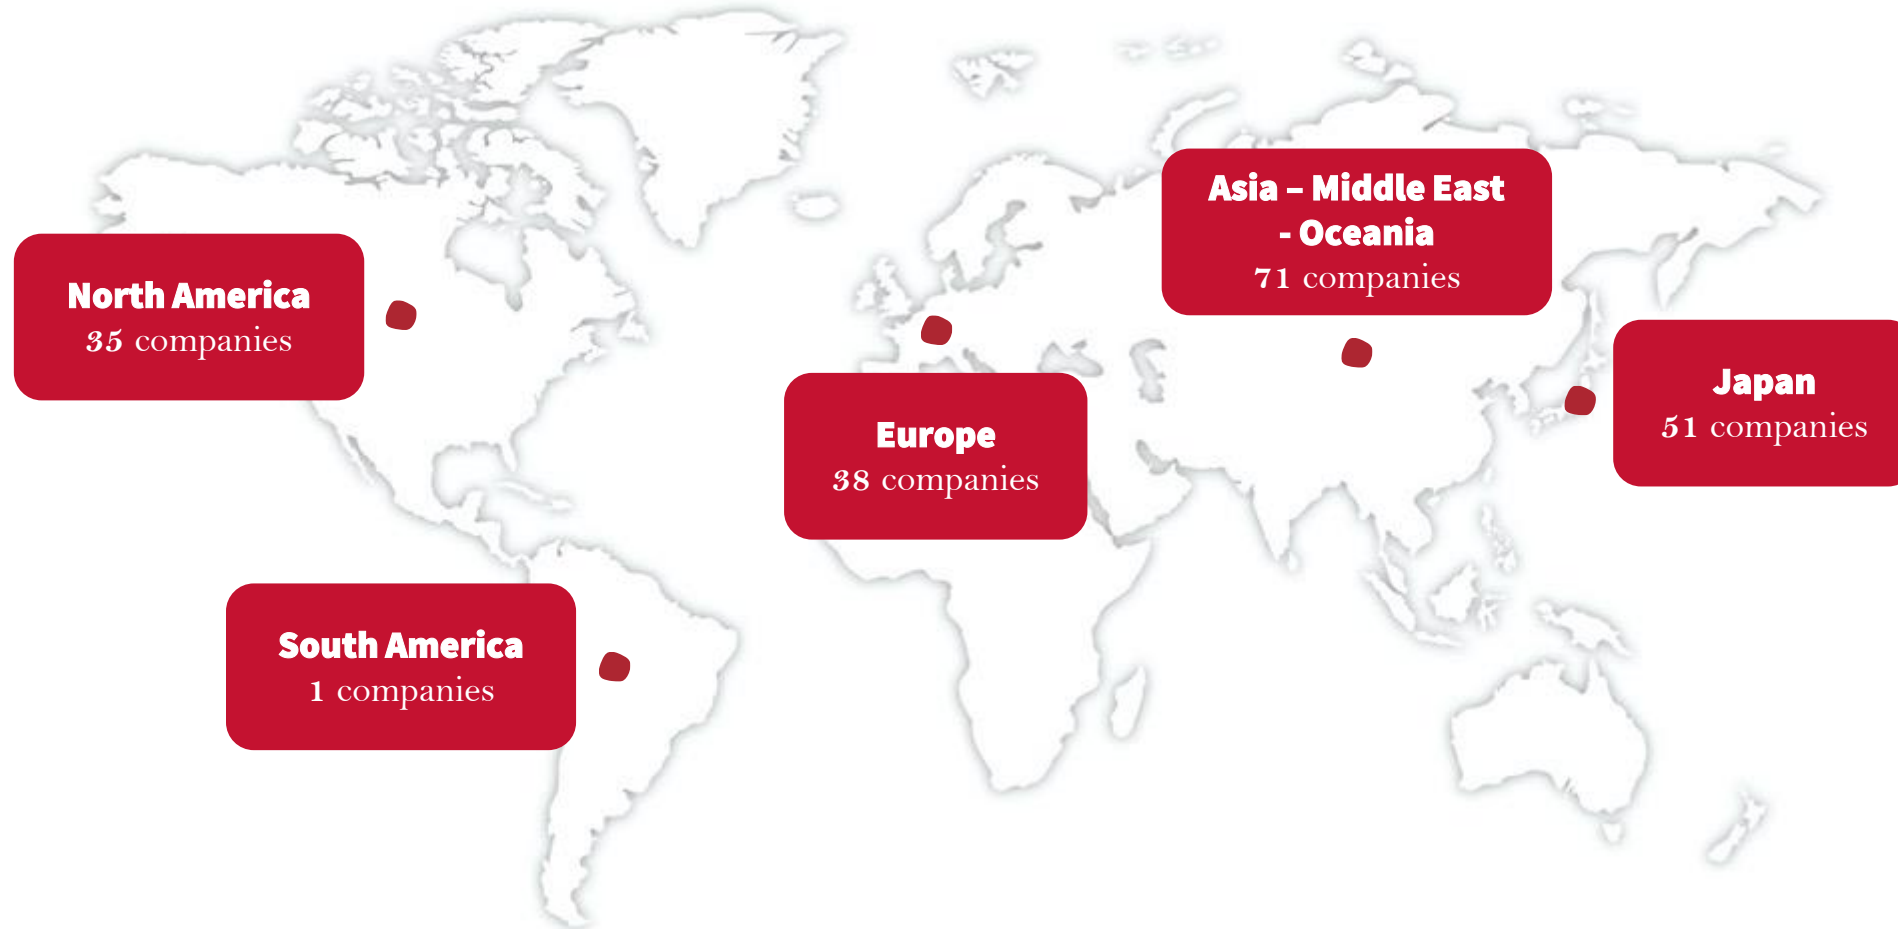 Asia – Middle East
- Oceania
71 companies
North America
35 companies
Japan
51 companies
Europe
38 companies
South America
1 companies